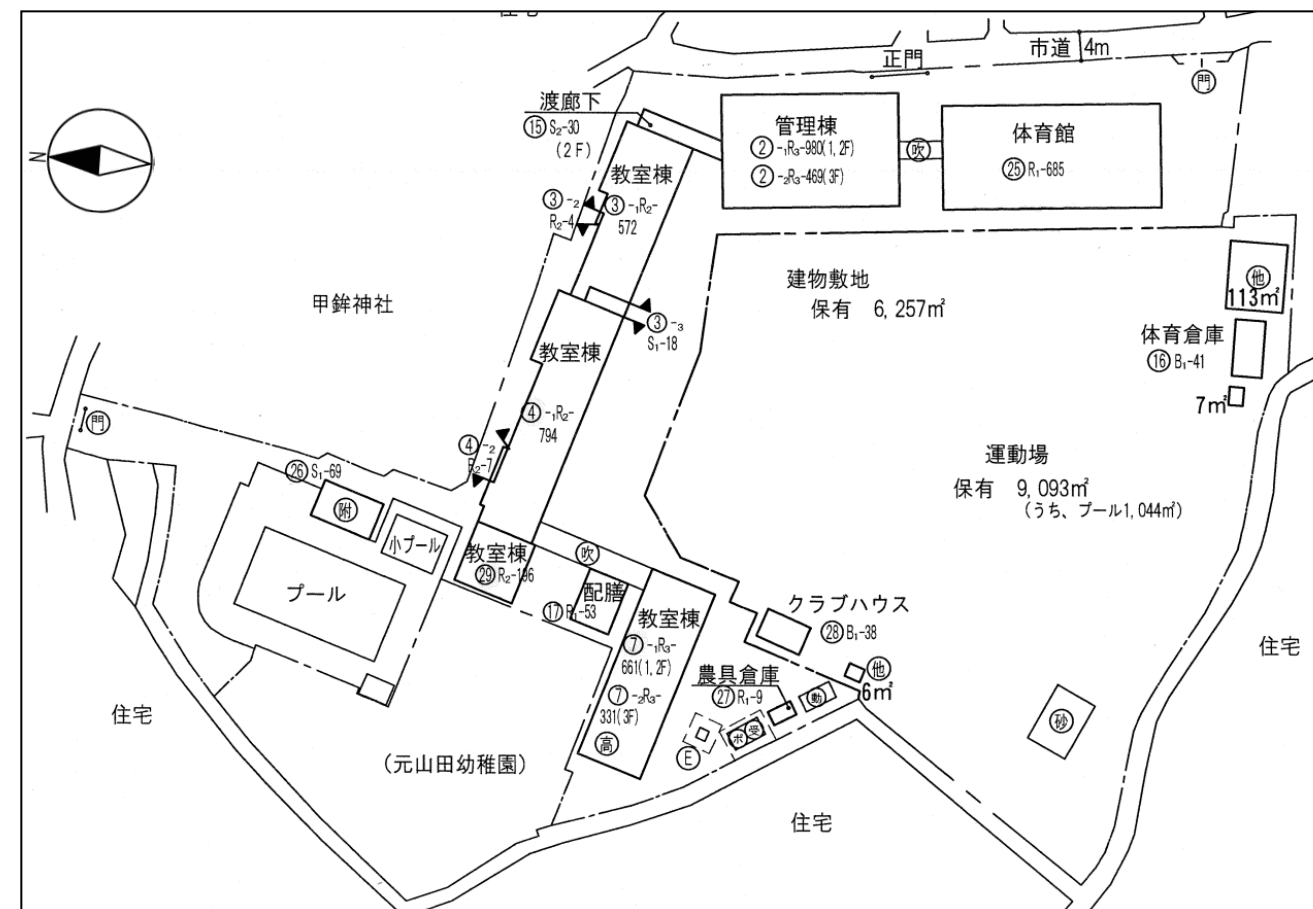 市道 4m
正門
門
渡廊下
⑮ S₂-30
(2F)
管理棟
② -₁R₃-980(1,2F)
② -₂R₃-469(3F)
吹
体育館
㉕ R₁-685
N
教室棟
③ -₁R₂-
572
③ -₂
R₂-4
他
113㎡
建物敷地
保有 6,257㎡
甲鉾神社
③ -₃
S₁-18
体育倉庫
⑯ B₁-41
教室棟
④ -₁R₂-
794
7㎡
門
④ -₂
R₂-7
運動場
保有 9,093㎡
(うち、プール1,044㎡)
㉖ S₁-69
附
小プール
教室棟
㉙ R₂-196
吹
プール
配膳
⑰ R₁-53
教室棟
⑦ -₁R₃-
661(1,2F)
⑦ -₂R₃-
331(3F)
高
クラブハウス
㉘ B₁-38
住宅
農具倉庫
㉗ R₁-9
他
6㎡
動
受
ポ
E
砂
住宅
(元山田幼稚園)
住宅